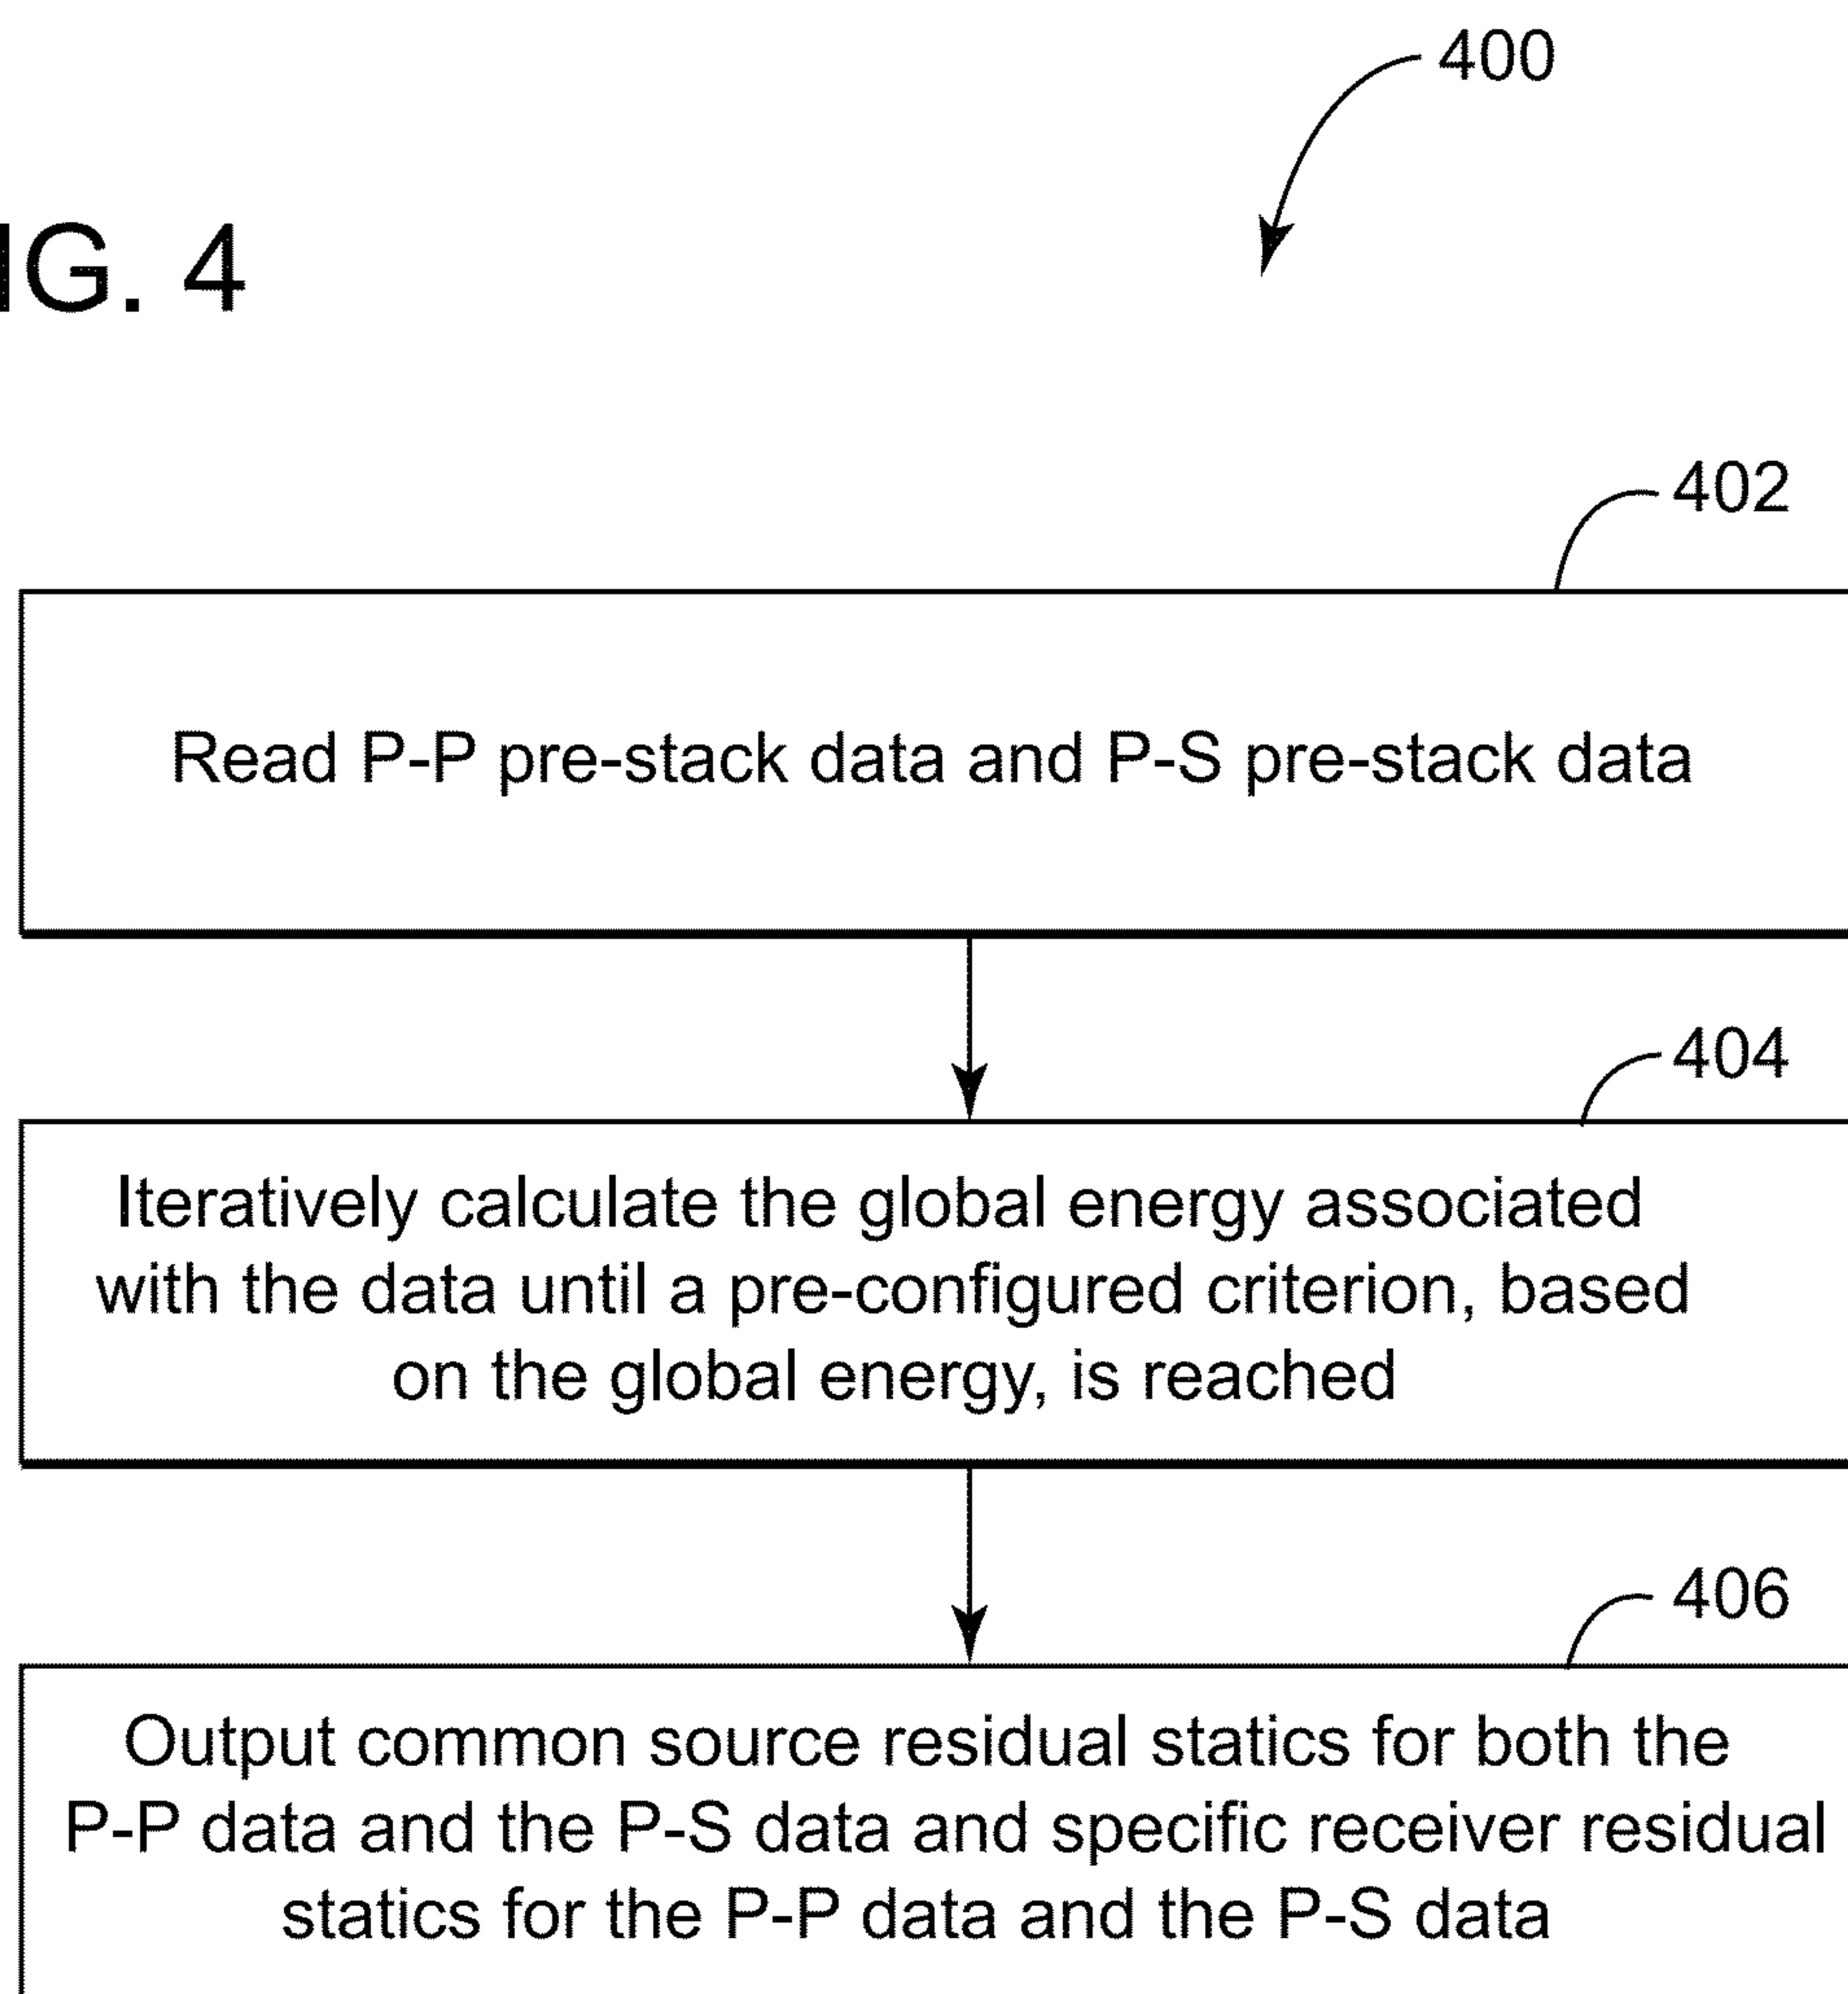 400
IG. 4
402
Read P-P pre-stack data and P-S pre-stack data
404
Iteratively calculate the global energy associated
with the data until a pre-configured criterion, based
on the global energy, is reached
406
Output common source residual statics for both the
P-P data and the P-S data and specific receiver residual
statics for the P-P data and the P-S data